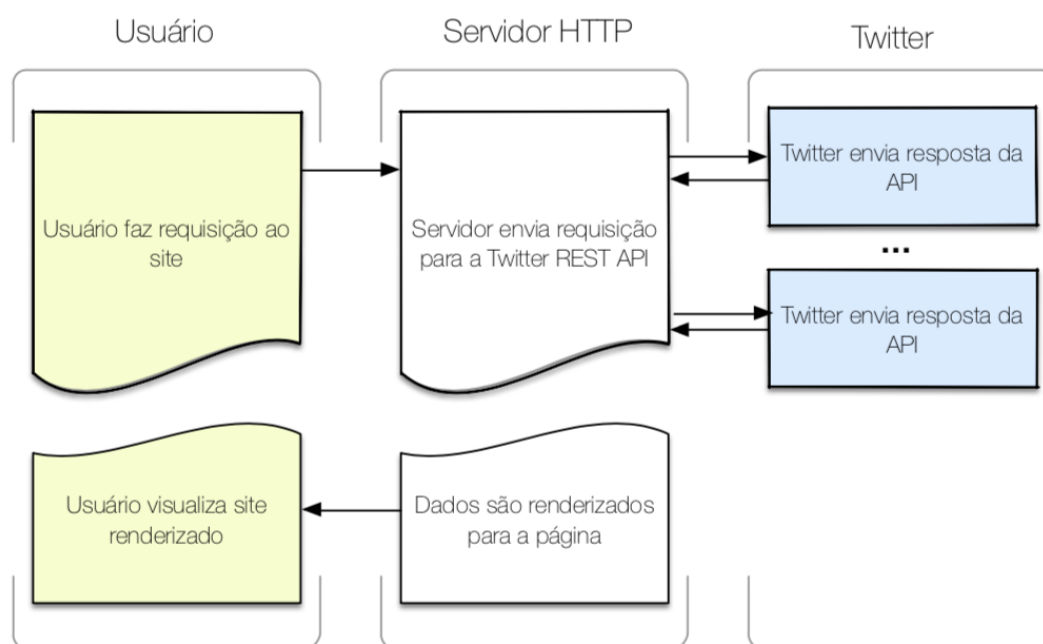 Usuário
Servidor HTTP
Twitter
Usuário faz requisição ao
site
Servidor envia requisição
para a Twitter REST API
Twitter envia resposta da
API
...
Twitter envia resposta da
API
Usuário visualiza site
renderizado
Dados são renderizados
para a página